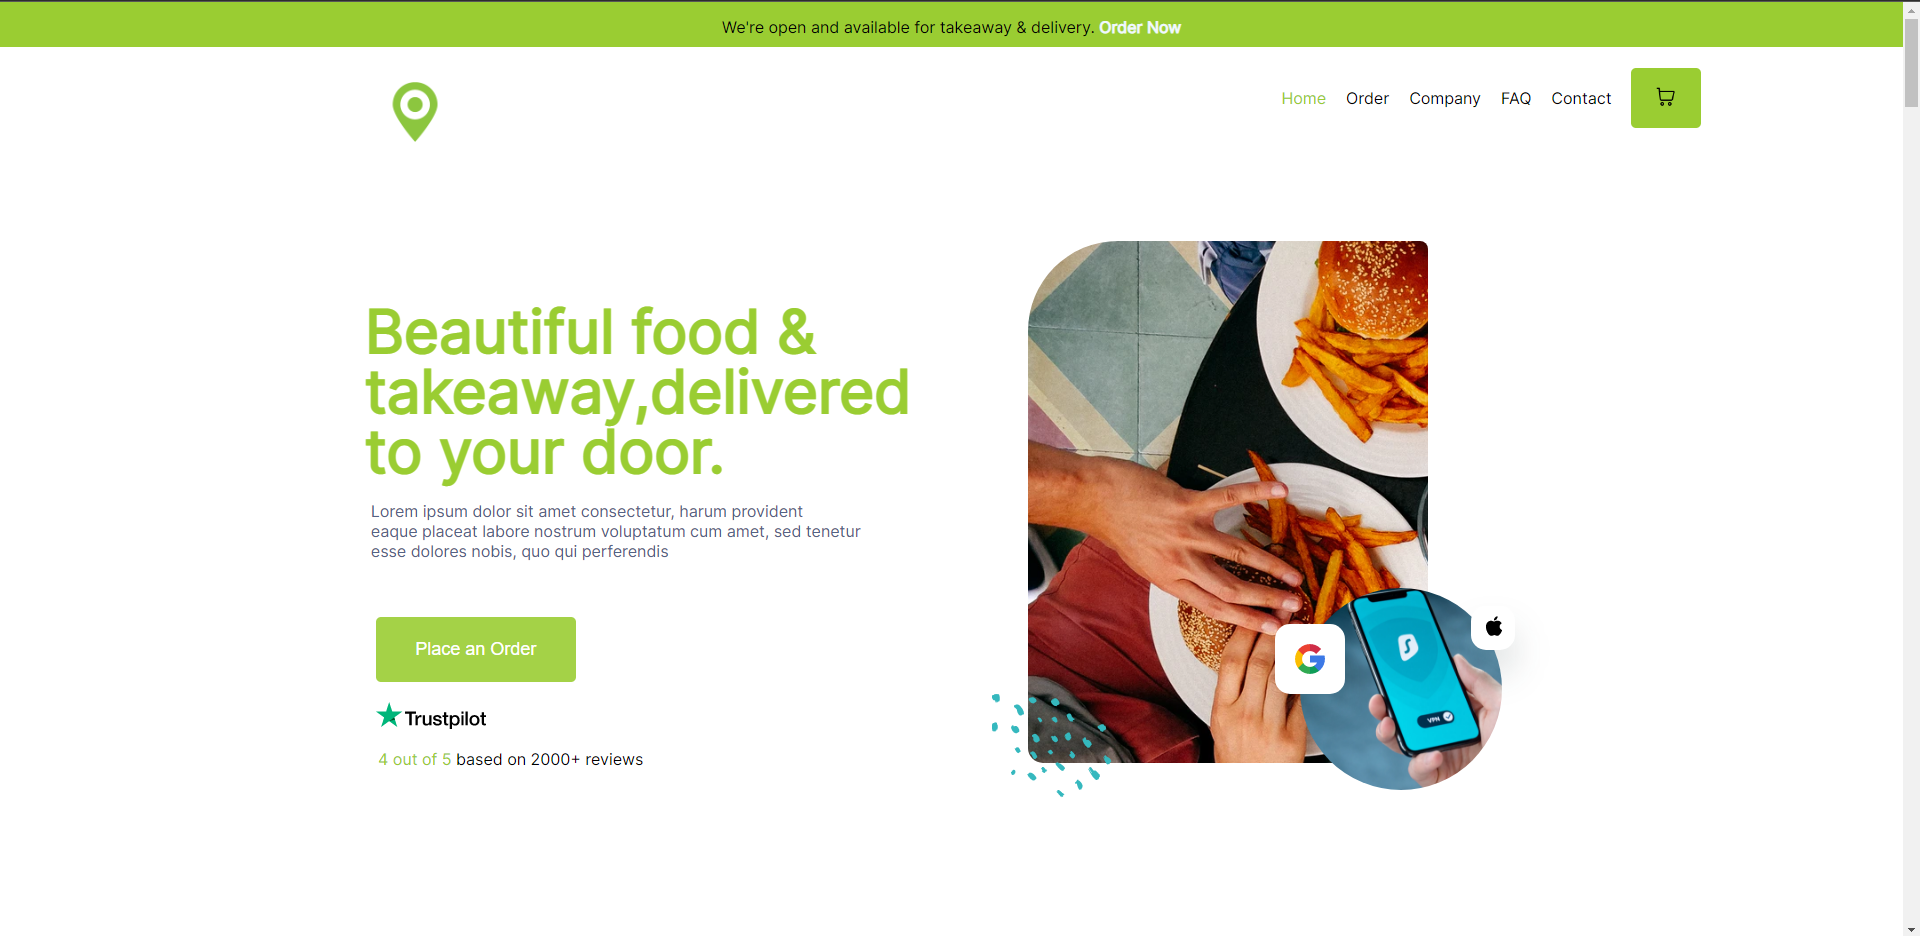 We're open and available for takeaway & delivery. Order Now
Home Order Company FAQ Contact
Beautiful food &
takeaway,delivered
to your door.
Lorem ipsum dolor sit amet consectetur, harum provident
eaque placeat labore nostrum voluptatum cum amet, sed tenetur
esse dolores nobis, quo qui perferendis
Place an Order
Trustpilot
4 out of 5 based on 2000+ reviews
G
VPN